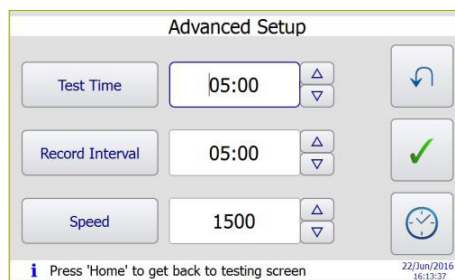 Advanced Setup
Test Time 05:00
Record Interval 05:00
Speed 1500
i Press 'Home' to get back to testing screen
22/Jun/2016
16:13:37